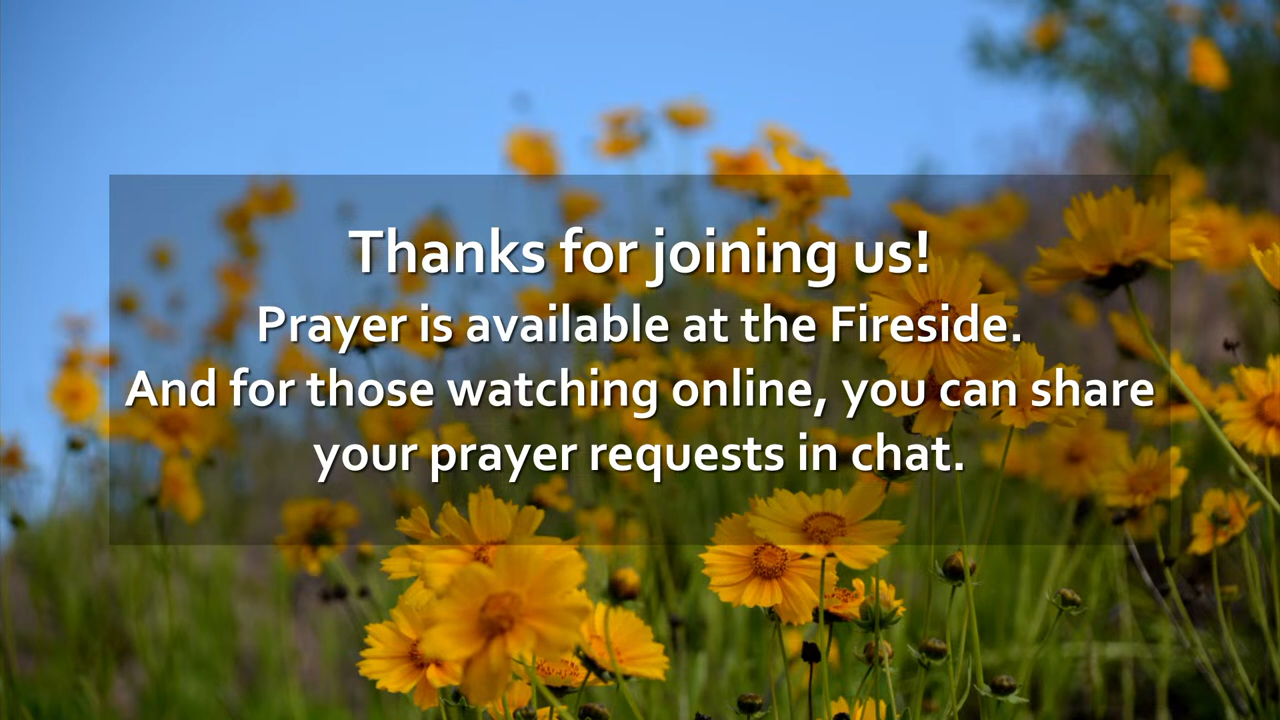 Thanks for joining us!
Prayer is available at the Fireside.
And for those watching online, you can share
your prayer requests in chat.